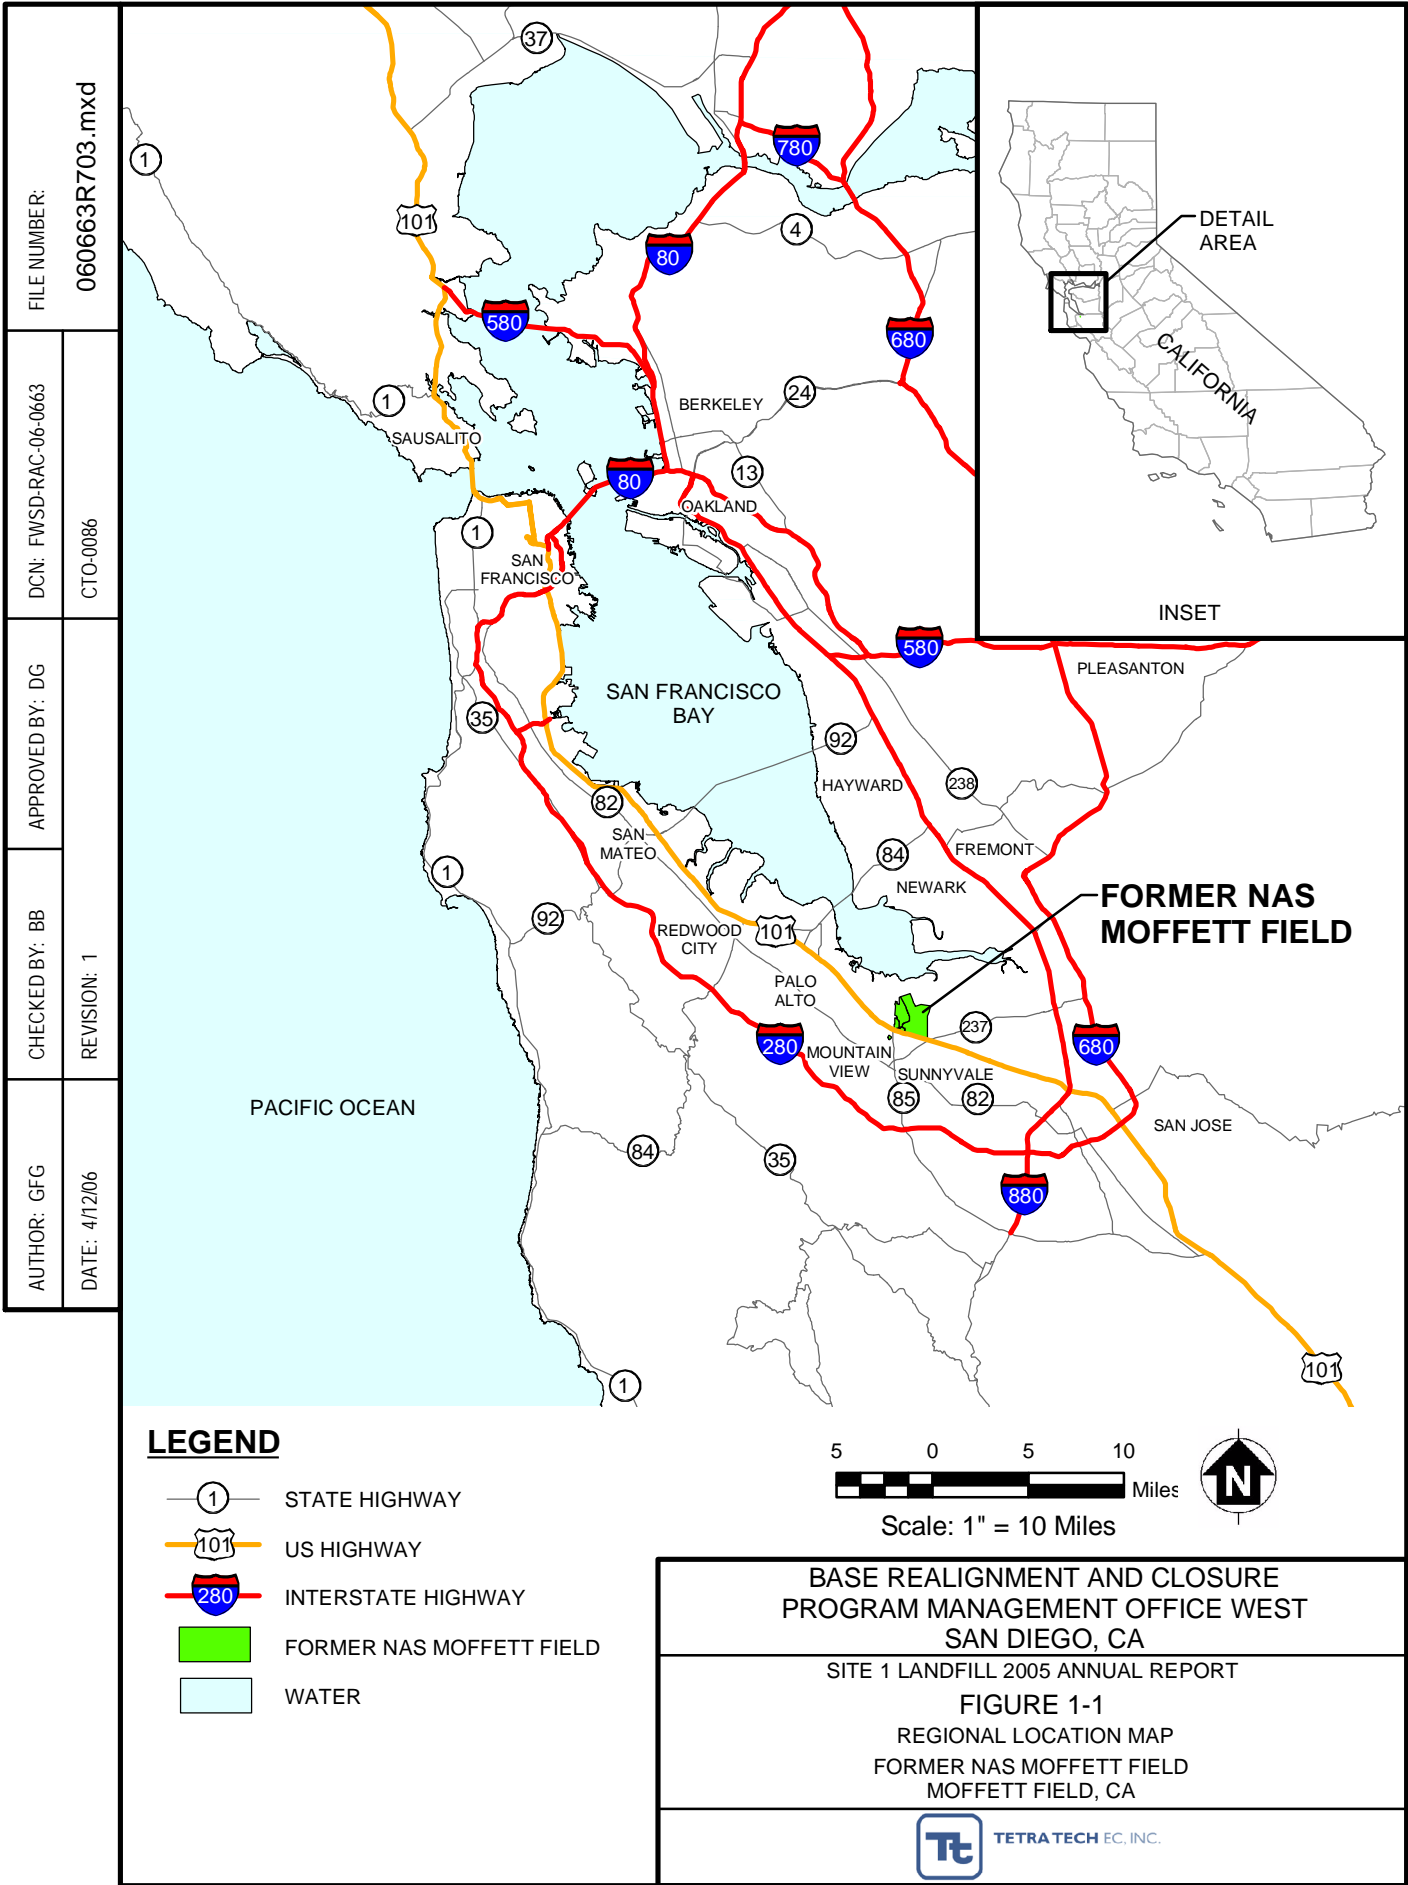 FILE NUMBER:
060663R703.mxd
DCN: FWSD-RAC-06-0663
CTO-0086
APPROVED BY: DG
CHECKED BY: BB
REVISION: 1
AUTHOR: GFG
DATE: 4/12/06
37
1
780
101
4
80
580
680
1
24
BERKELEY
SAUSALITO
13
80
OAKLAND
1
SAN
FRANCISCO
580
PLEASANTON
SAN FRANCISCO
BAY
35
92
HAYWARD
238
82
SAN
MATEO
84
FREMONT
1
NEWARK
FORMER NAS
MOFFETT FIELD
92
REDWOOD
CITY
101
PALO
ALTO
237
280
MOUNTAIN
VIEW
680
SUNNYVALE
85
82
PACIFIC OCEAN
SAN JOSE
84
35
880
101
1
DETAIL
AREA
CALIFORNIA
INSET
LEGEND
1
STATE HIGHWAY
101
US HIGHWAY
280
INTERSTATE HIGHWAY
FORMER NAS MOFFETT FIELD
WATER
5 0 5 10
Miles
Scale: 1" = 10 Miles
N
BASE REALIGNMENT AND CLOSURE
PROGRAM MANAGEMENT OFFICE WEST
SAN DIEGO, CA
SITE 1 LANDFILL 2005 ANNUAL REPORT
FIGURE 1-1
REGIONAL LOCATION MAP
FORMER NAS MOFFETT FIELD
MOFFETT FIELD, CA
Tt
TETRA TECH EC, INC.